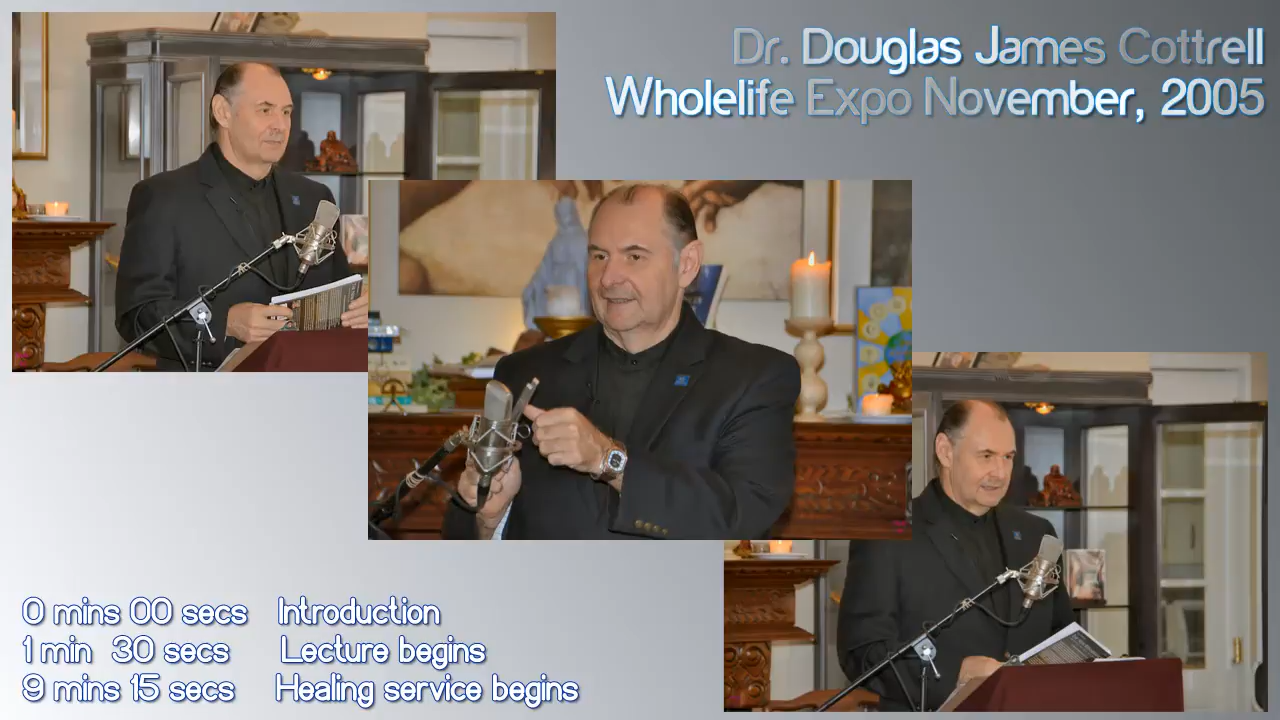 Dr. Douglas James Cottrell
Wholelife Expo November, 2005
0 mins 00 secs Introduction
1 min 30 secs Lecture begins
9 mins 15 secs Healing service begins